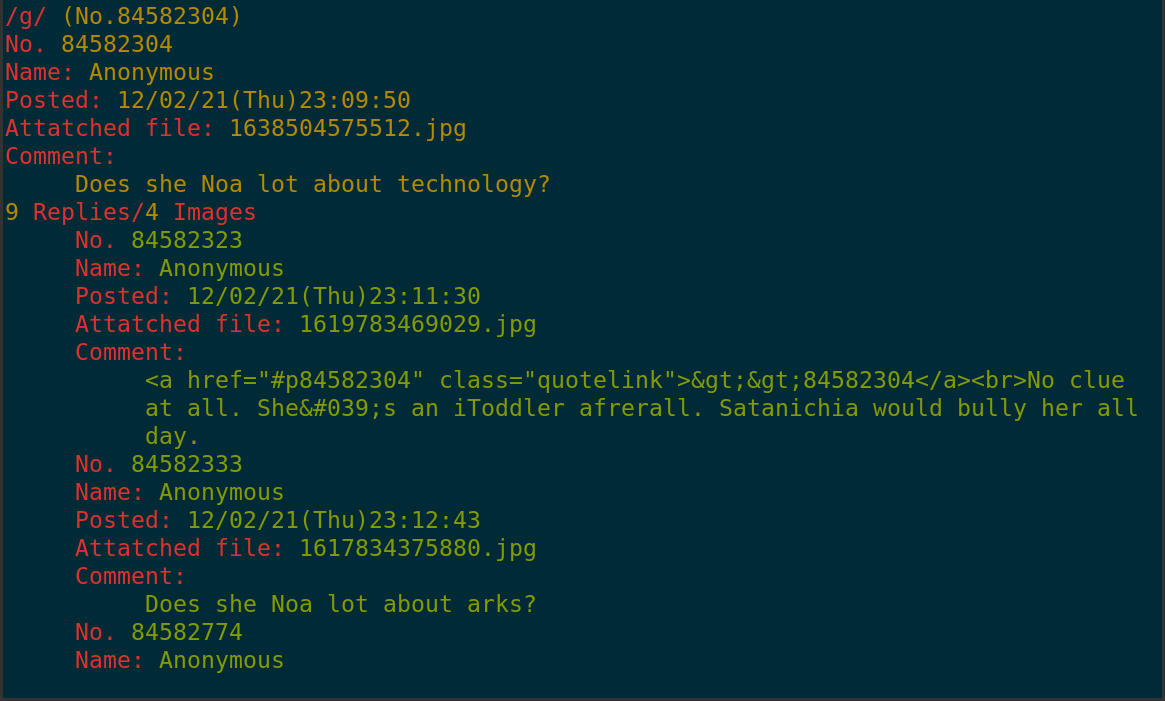 /g/ (No.84582304)
No. 84582304
Name: Anonymous
Posted: 12/02/21(Thu)23:09:50
Attatched file: 1638504575512.jpg
Comment:
Does she Noa lot about technology?
9 Replies/4 Images
No. 84582323
Name: Anonymous
Posted: 12/02/21(Thu)23:11:30
Attatched file: 1619783469029.jpg
Comment:
<a href="#p84582304" class="quotelink">&gt;&gt;84582304</a><br>No clue
at all. She&#039;s an iToddler afrerall. Satanichia would bully her all
day.
No. 84582333
Name: Anonymous
Posted: 12/02/21(Thu)23:12:43
Attatched file: 1617834375880.jpg
Comment:
Does she Noa lot about arks?
No. 84582774
Name: Anonymous